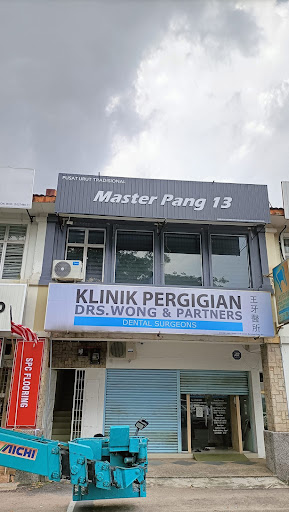 PUSAT URUT TRADISIONAL
Master Pang 13
KLINIK PERGIGIAN
DRS. WONG & PARTNERS
DENTAL SURGEONS
王牙醫所
SPC FLOORING
AICHI